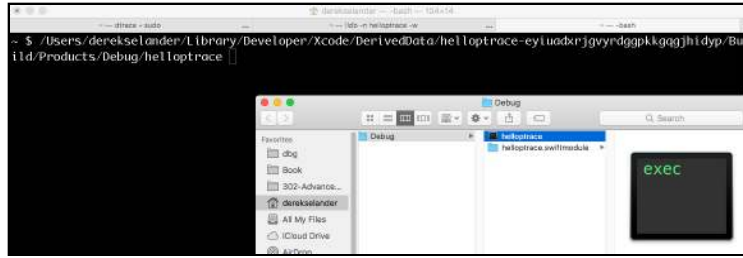 derekselander — -bash — 104×14
~ — dtrace ‹ sudo
~ — lldb -n helloptrace -w
~ — -bash
~ $ /Users/derekselander/Library/Developer/Xcode/DerivedData/helloptrace-eyiuadxrjgvyrdggpkkgqgjhidyp/Bu
ild/Products/Debug/helloptrace
Debug
Search
Favorites
dbg
Book
302-Advance...
derekselander
All My Files
iCloud Drive
AirDrop
Debug
helloptrace
helloptrace.swiftmodule
exec